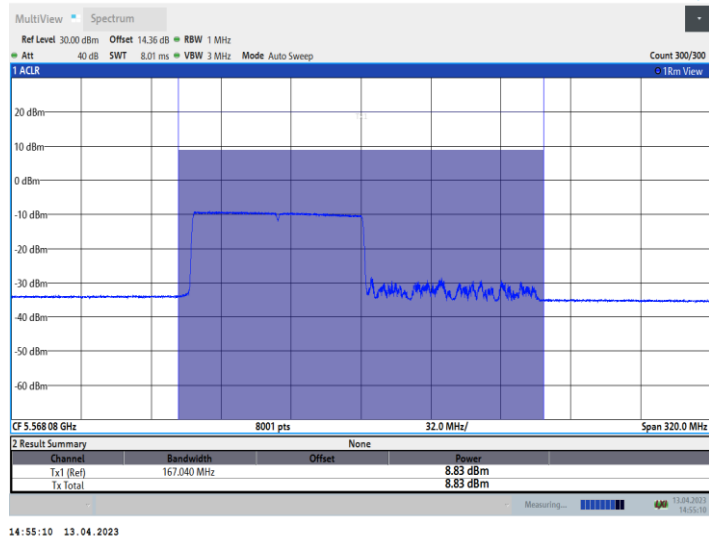 MultiView Spectrum
Ref Level 30.00 dBm Offset 14.36 dB RBW 1 MHz
Att 40 dB SWT 8.01 ms VBW 3 MHz Mode Auto Sweep Count 300/300
1 ACLR 1Rm View
20 dBm
10 dBm
0 dBm
-10 dBm
-20 dBm
-30 dBm
-40 dBm
-50 dBm
-60 dBm
CF 5.568 08 GHz 8001 pts 32.0 MHz/ Span 320.0 MHz
2 Result Summary None
Channel Bandwidth Offset Power
Tx1 (Ref) 167.040 MHz 8.83 dBm
Tx Total 8.83 dBm
Measuring... 13.04.2023
14:55:10
14:55:10 13.04.2023